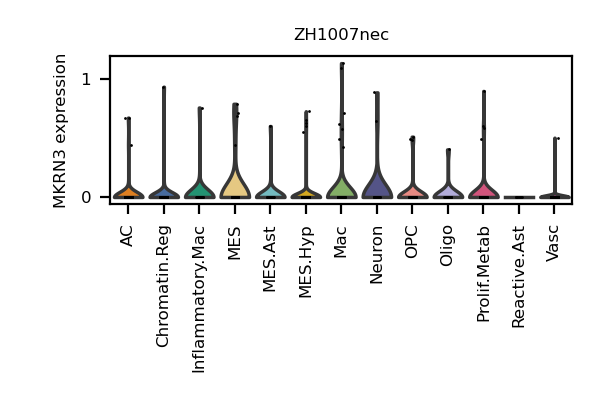 ZH1007nec
MKRN3 expression
1
0
AC
Chromatin.Reg
Inflammatory.Mac
MES
MES.Ast
MES.Hyp
Mac
Neuron
OPC
Oligo
Prolif.Metab
Reactive.Ast
Vasc